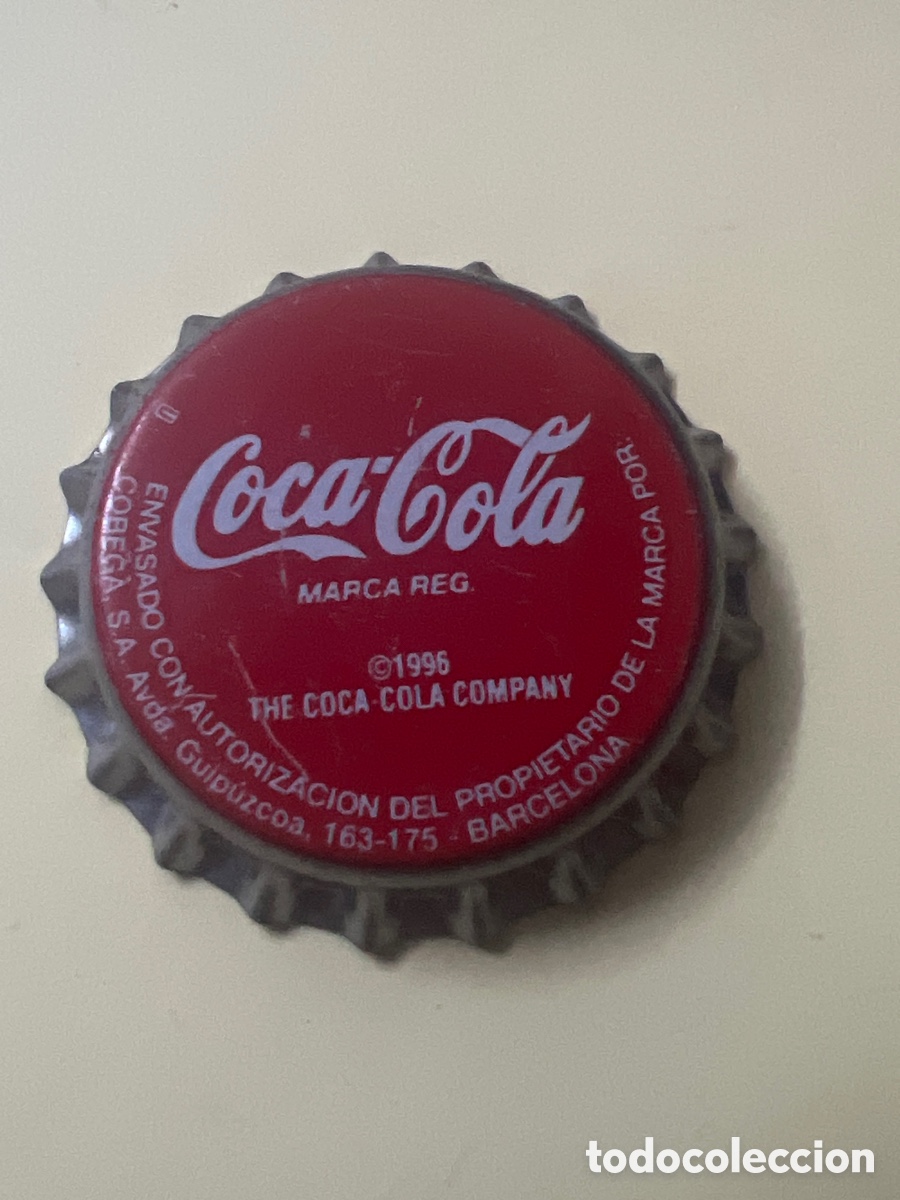 Coca-Cola
MARCA REG.
©1996
THE COCA-COLA COMPANY
ENVASADO CON AUTORIZACION DEL PROPIETARIO DE LA MARCA POR:
COBEGA, S.A. Avda. Guipúzcoa, 163-175 - BARCELONA
todocoleccion